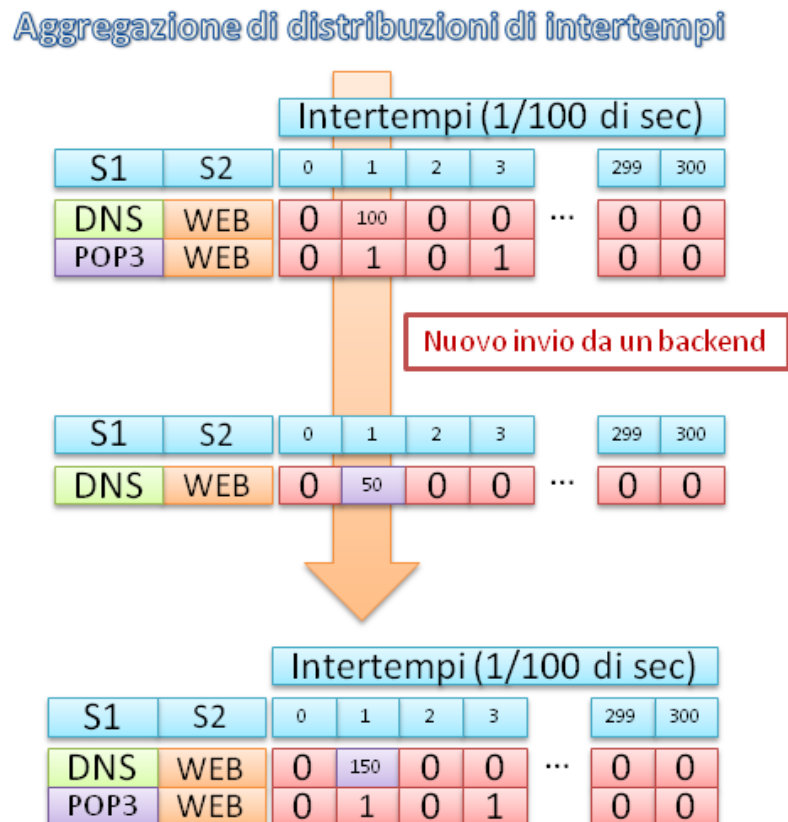 Aggregazione di distribuzioni di intertempi
Intertempi (1/100 di sec)
S1 S2 0 1 2 3 299 300
DNS WEB 0 100 0 0 ... 0 0
POP3 WEB 0 1 0 1 0 0
Nuovo invio da un backend
S1 S2 0 1 2 3 299 300
DNS WEB 0 50 0 0 ... 0 0
Intertempi (1/100 di sec)
S1 S2 0 1 2 3 299 300
DNS WEB 0 150 0 0 ... 0 0
POP3 WEB 0 1 0 1 0 0